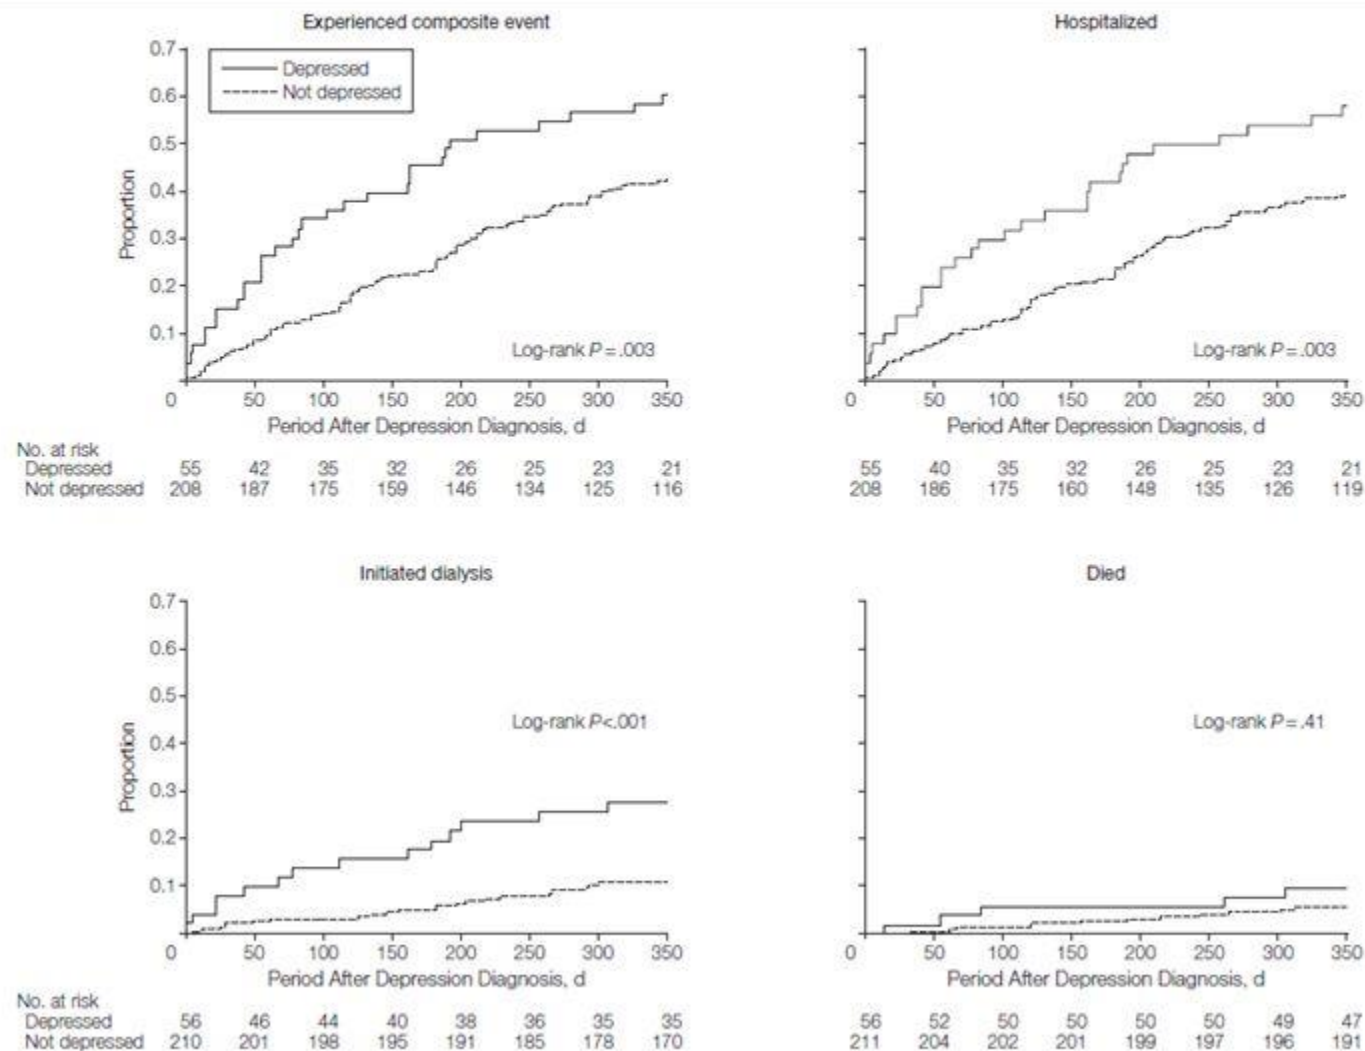 Experienced composite event
0.7
0.6
0.5
0.4
0.3
0.2
0.1
Proportion
Depressed
Not depressed
Log-rank P=.003
0 50 100 150 200 250 300 350
Period After Depression Diagnosis, d
No. at risk
Depressed 55 42 35 32 26 25 23 21
Not depressed 208 187 175 159 146 134 125 116
Hospitalized
Log-rank P=.003
0 50 100 150 200 250 300 350
Period After Depression Diagnosis, d
55 40 35 32 26 25 23 21
208 186 175 160 148 135 126 119
Initiated dialysis
0.7
0.6
0.5
0.4
0.3
0.2
0.1
Proportion
Log-rank P<.001
0 50 100 150 200 250 300 350
Period After Depression Diagnosis, d
No. at risk
Depressed 56 46 44 40 38 36 35 35
Not depressed 210 201 198 195 191 185 178 170
Died
Log-rank P=.41
0 50 100 150 200 250 300 350
Period After Depression Diagnosis, d
56 52 50 50 50 50 49 47
211 204 202 201 199 197 196 191